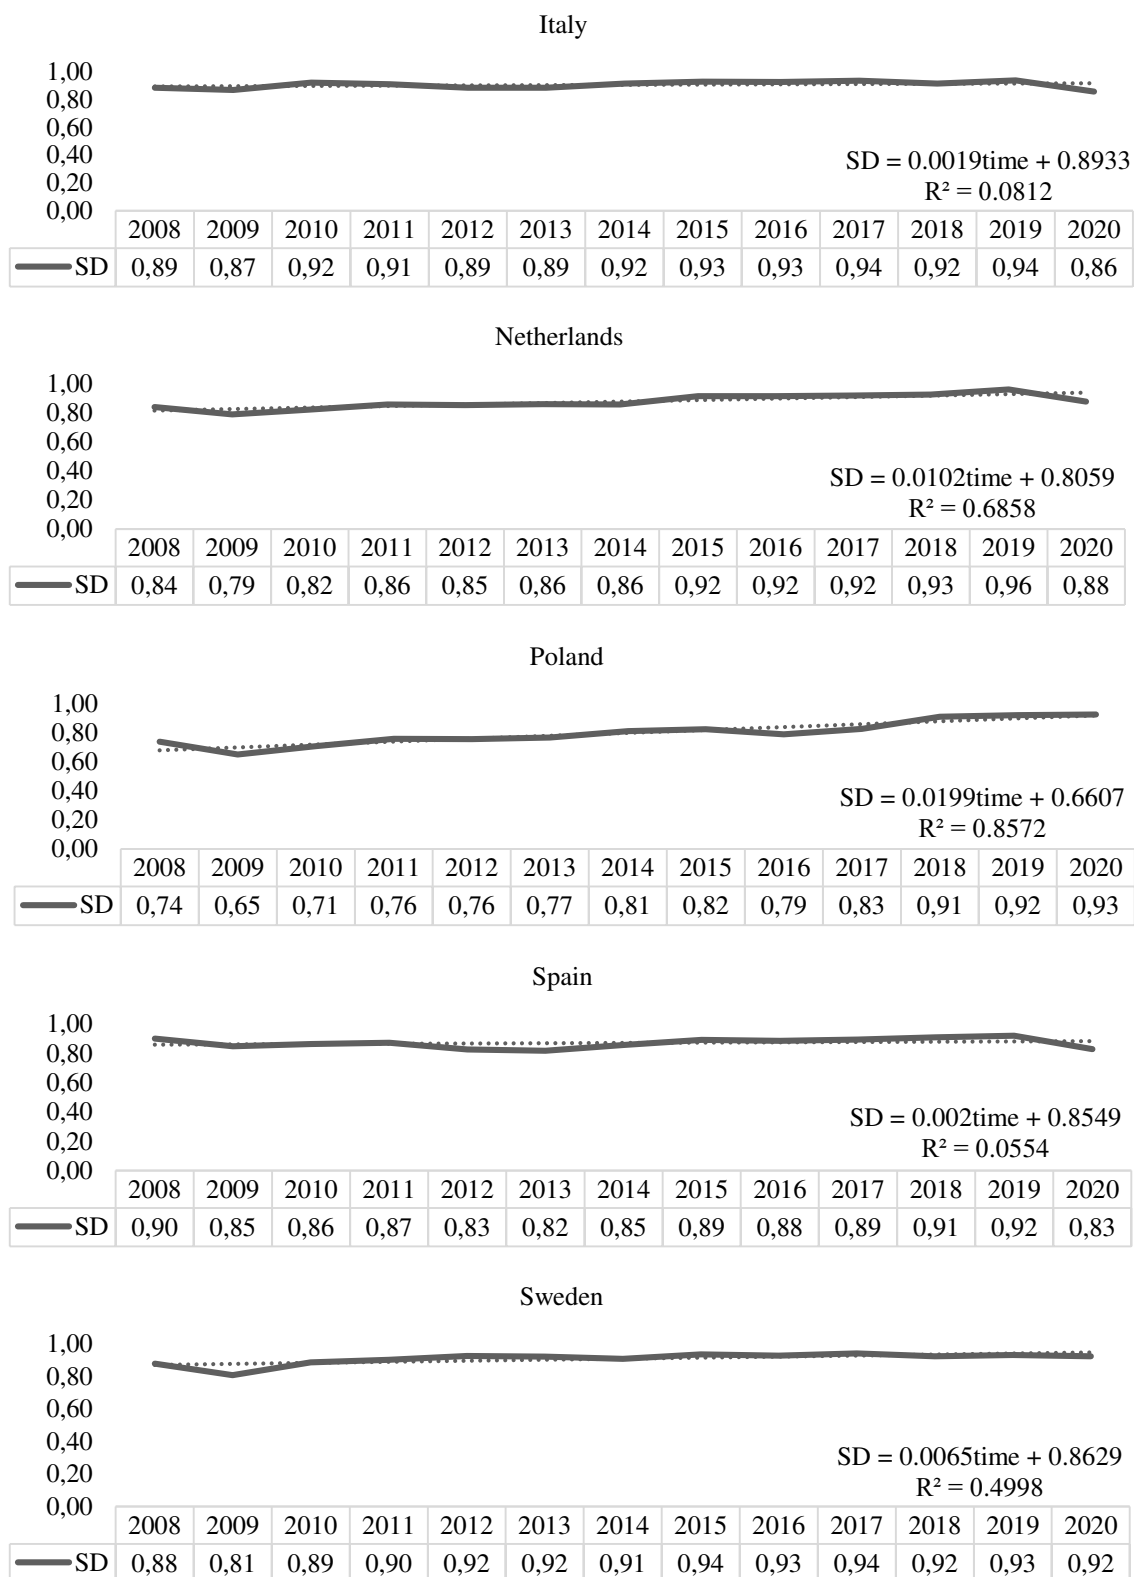 Italy
1,00
0,80
0,60
0,40
0,20
0,00
SD = 0.0019time + 0.8933
R² = 0.0812
2008 2009 2010 2011 2012 2013 2014 2015 2016 2017 2018 2019 2020
SD 0,89 0,87 0,92 0,91 0,89 0,89 0,92 0,93 0,93 0,94 0,92 0,94 0,86
Netherlands
1,00
0,80
0,60
0,40
0,20
0,00
SD = 0.0102time + 0.8059
R² = 0.6858
2008 2009 2010 2011 2012 2013 2014 2015 2016 2017 2018 2019 2020
SD 0,84 0,79 0,82 0,86 0,85 0,86 0,86 0,92 0,92 0,92 0,93 0,96 0,88
Poland
1,00
0,80
0,60
0,40
0,20
0,00
SD = 0.0199time + 0.6607
R² = 0.8572
2008 2009 2010 2011 2012 2013 2014 2015 2016 2017 2018 2019 2020
SD 0,74 0,65 0,71 0,76 0,76 0,77 0,81 0,82 0,79 0,83 0,91 0,92 0,93
Spain
1,00
0,80
0,60
0,40
0,20
0,00
SD = 0.002time + 0.8549
R² = 0.0554
2008 2009 2010 2011 2012 2013 2014 2015 2016 2017 2018 2019 2020
SD 0,90 0,85 0,86 0,87 0,83 0,82 0,85 0,89 0,88 0,89 0,91 0,92 0,83
Sweden
1,00
0,80
0,60
0,40
0,20
0,00
SD = 0.0065time + 0.8629
R² = 0.4998
2008 2009 2010 2011 2012 2013 2014 2015 2016 2017 2018 2019 2020
SD 0,88 0,81 0,89 0,90 0,92 0,92 0,91 0,94 0,93 0,94 0,92 0,93 0,92